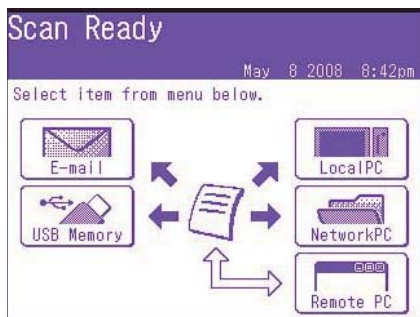 Scan Ready
May 8 2008 8:42pm
Select item from menu below.
E-mail
LocalPC
USB Memory
NetworkPC
Remote PC